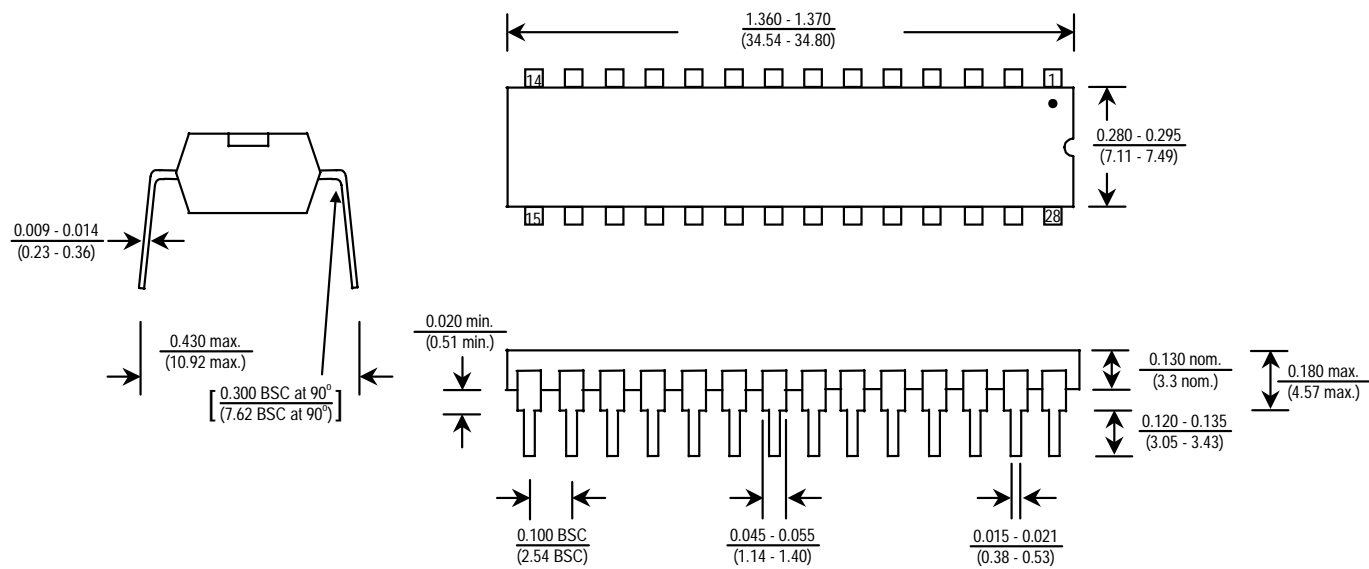 1.360 - 1.370
(34.54 - 34.80)
14
1
0.280 - 0.295
(7.11 - 7.49)
15
28
0.009 - 0.014
(0.23 - 0.36)
0.430 max.
(10.92 max.)
[ 0.300 BSC at 90⁰
(7.62 BSC at 90⁰) ]
0.020 min.
(0.51 min.)
0.130 nom.
(3.3 nom.)
0.180 max.
(4.57 max.)
0.120 - 0.135
(3.05 - 3.43)
0.100 BSC
(2.54 BSC)
0.045 - 0.055
(1.14 - 1.40)
0.015 - 0.021
(0.38 - 0.53)